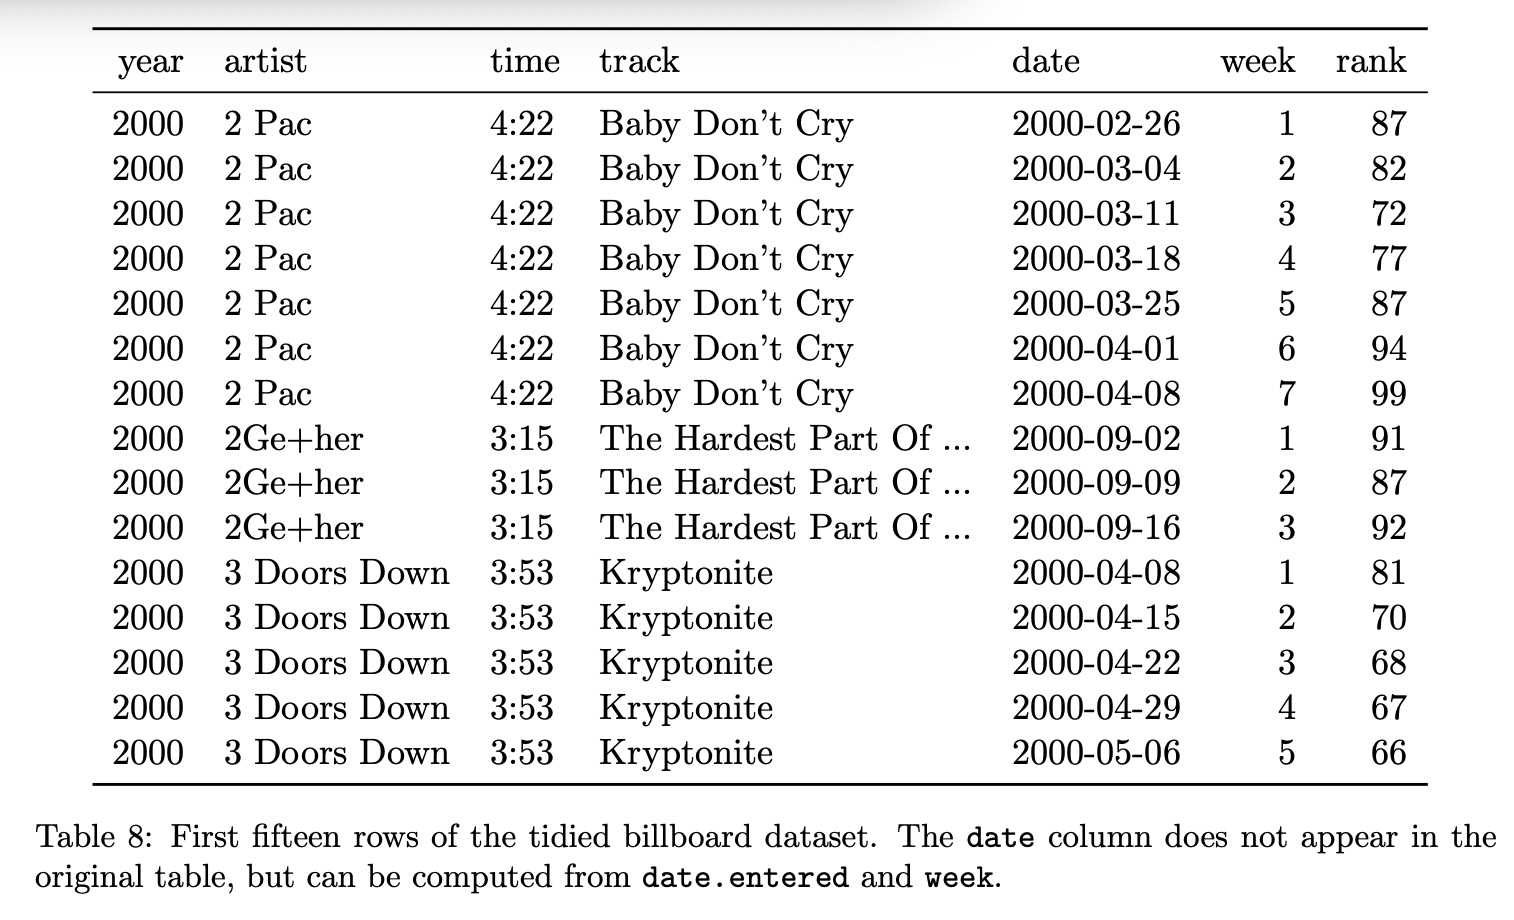 year artist time track date week rank
2000 2 Pac 4:22 Baby Don’t Cry 2000-02-26 1 87
2000 2 Pac 4:22 Baby Don’t Cry 2000-03-04 2 82
2000 2 Pac 4:22 Baby Don’t Cry 2000-03-11 3 72
2000 2 Pac 4:22 Baby Don’t Cry 2000-03-18 4 77
2000 2 Pac 4:22 Baby Don’t Cry 2000-03-25 5 87
2000 2 Pac 4:22 Baby Don’t Cry 2000-04-01 6 94
2000 2 Pac 4:22 Baby Don’t Cry 2000-04-08 7 99
2000 2Ge+her 3:15 The Hardest Part Of ... 2000-09-02 1 91
2000 2Ge+her 3:15 The Hardest Part Of ... 2000-09-09 2 87
2000 2Ge+her 3:15 The Hardest Part Of ... 2000-09-16 3 92
2000 3 Doors Down 3:53 Kryptonite 2000-04-08 1 81
2000 3 Doors Down 3:53 Kryptonite 2000-04-15 2 70
2000 3 Doors Down 3:53 Kryptonite 2000-04-22 3 68
2000 3 Doors Down 3:53 Kryptonite 2000-04-29 4 67
2000 3 Doors Down 3:53 Kryptonite 2000-05-06 5 66
Table 8: First fifteen rows of the tidied billboard dataset. The date column does not appear in the
original table, but can be computed from date.entered and week.